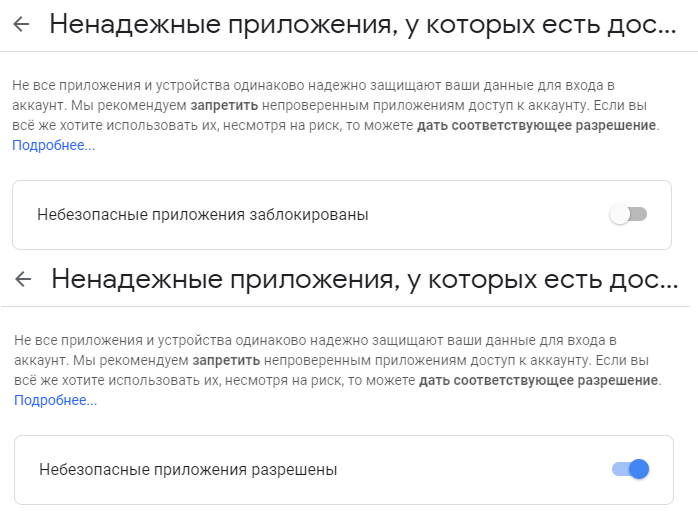 Ненадежные приложения, у которых есть дос...
Не все приложения и устройства одинаково надежно защищают ваши данные для входа в
аккаунт. Мы рекомендуем запретить непроверенным приложениям доступ к аккаунту. Если вы
всё же хотите использовать их, несмотря на риск, то можете дать соответствующее разрешение.
Подробнее...
Небезопасные приложения заблокированы
Ненадежные приложения, у которых есть дос...
Не все приложения и устройства одинаково надежно защищают ваши данные для входа в
аккаунт. Мы рекомендуем запретить непроверенным приложениям доступ к аккаунту. Если вы
всё же хотите использовать их, несмотря на риск, то можете дать соответствующее разрешение.
Подробнее...
Небезопасные приложения разрешены